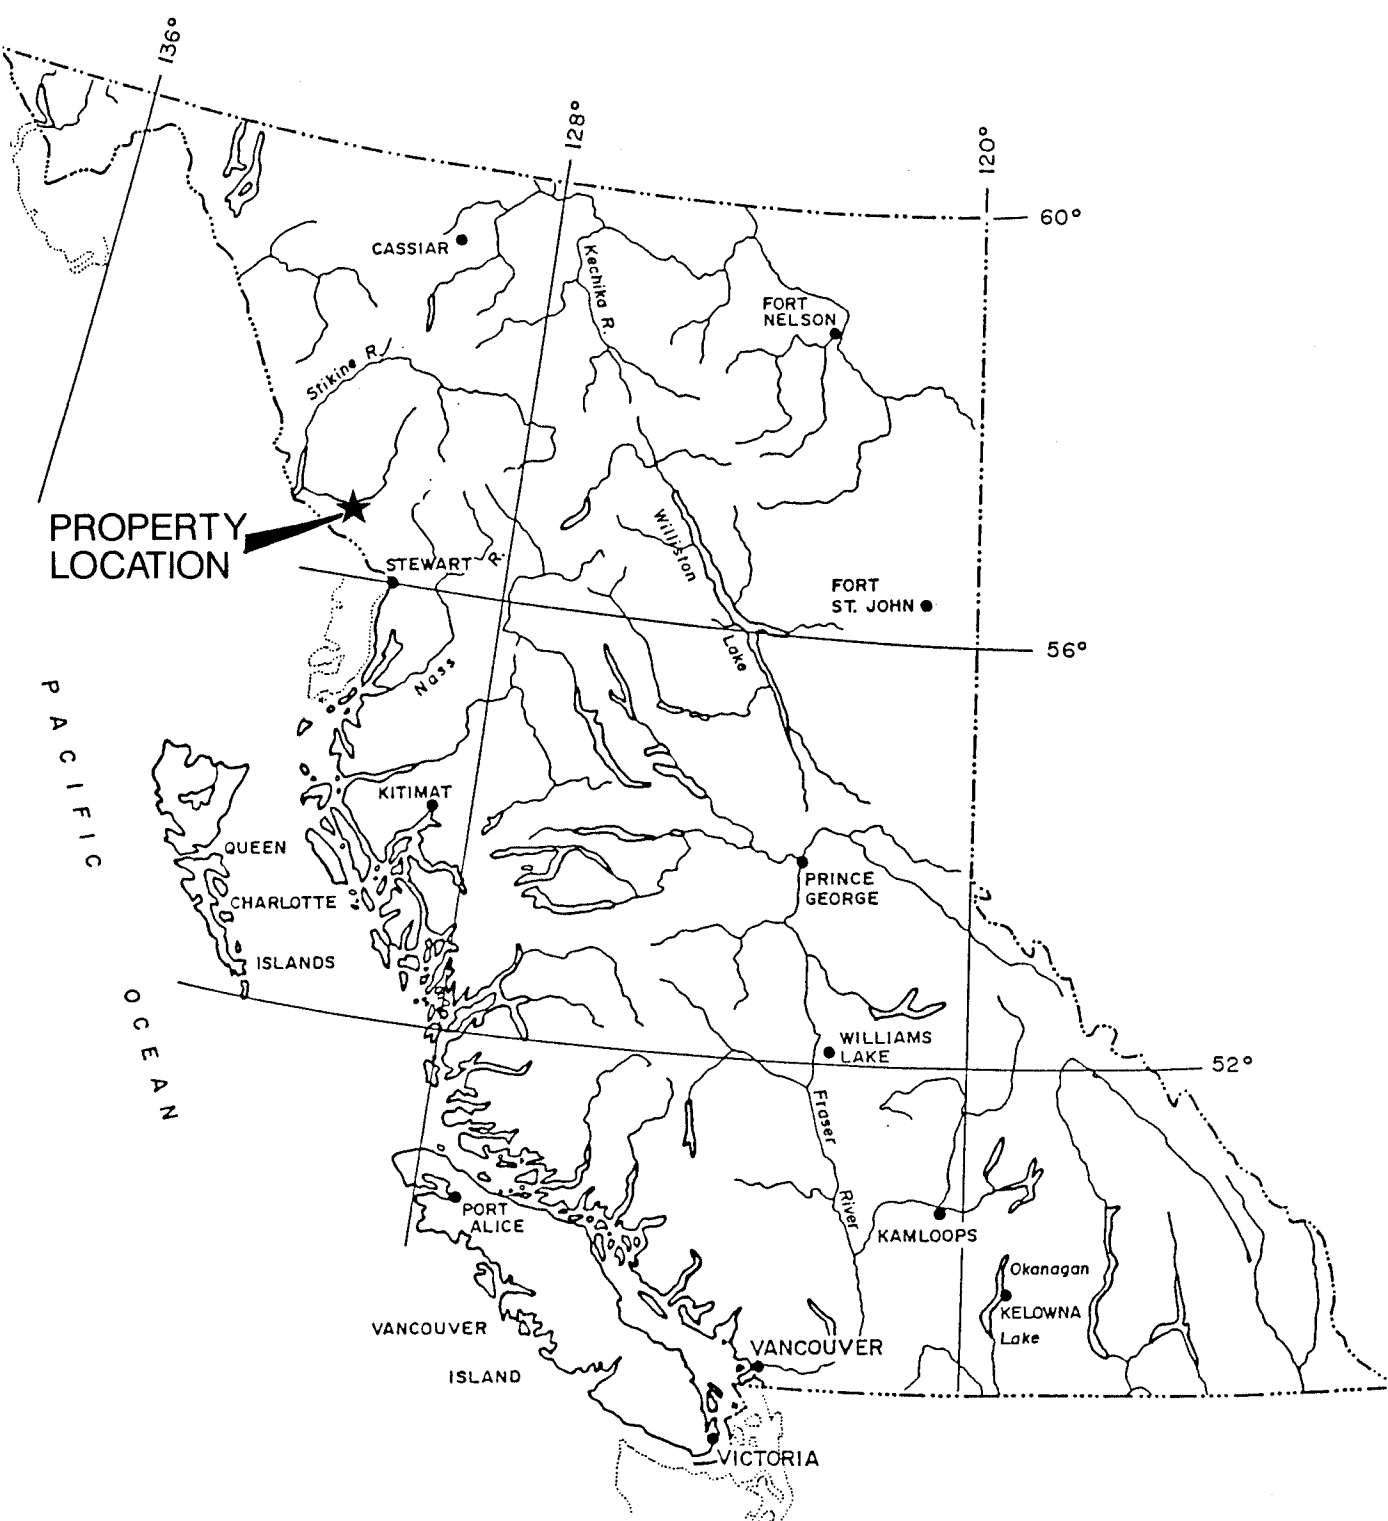 136°
128°
120°
60°
CASSIAR
Kechika R.
FORT
NELSON
Stikine R.
PROPERTY
LOCATION
Williston
STEWART
R.
FORT
ST. JOHN
56°
Lake
Nass
PACIFIC
KITIMAT
QUEEN
PRINCE
GEORGE
CHARLOTTE
ISLANDS
OCEAN
WILLIAMS
LAKE
52°
Fraser
River
PORT
ALICE
KAMLOOPS
Okanagan
KELOWNA
Lake
VANCOUVER
ISLAND
VANCOUVER
VICTORIA